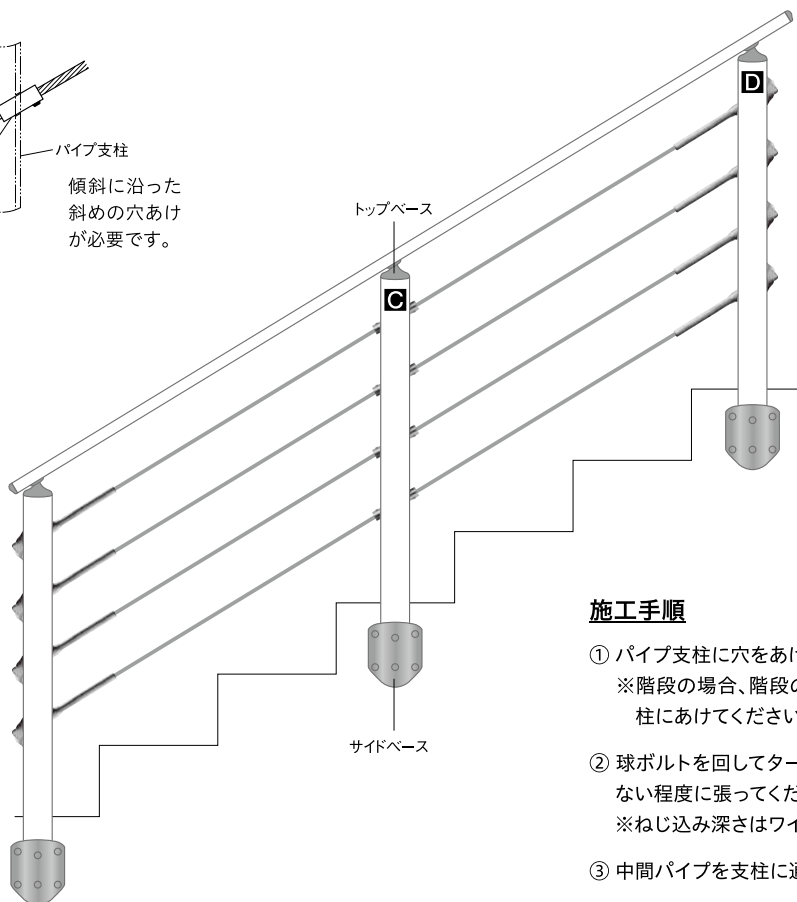 パイプ支柱
傾斜に沿った
斜めの穴あけ
が必要です。
トップベース
D
C
サイドベース
施工手順
① パイプ支柱に穴をあけ
※階段の場合、階段の
柱にあけてください
② 球ボルトを回してター
ない程度に張ってくだ
※ねじ込み深さはワイ
③ 中間パイプを支柱に通